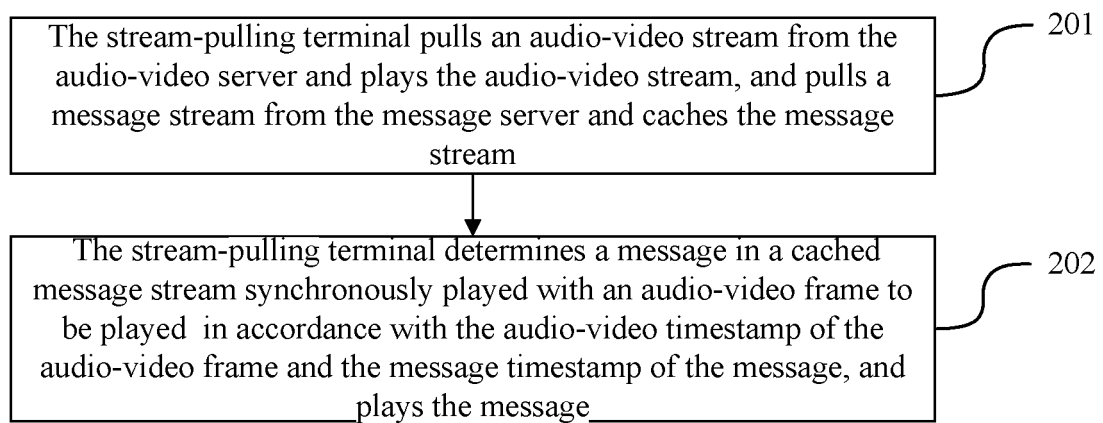 The stream-pulling terminal pulls an audio-video stream from the
audio-video server and plays the audio-video stream, and pulls a
message stream from the message server and caches the message
stream
201
The stream-pulling terminal determines a message in a cached
message stream synchronously played with an audio-video frame to
be played in accordance with the audio-video timestamp of the
audio-video frame and the message timestamp of the message, and
plays the message
202